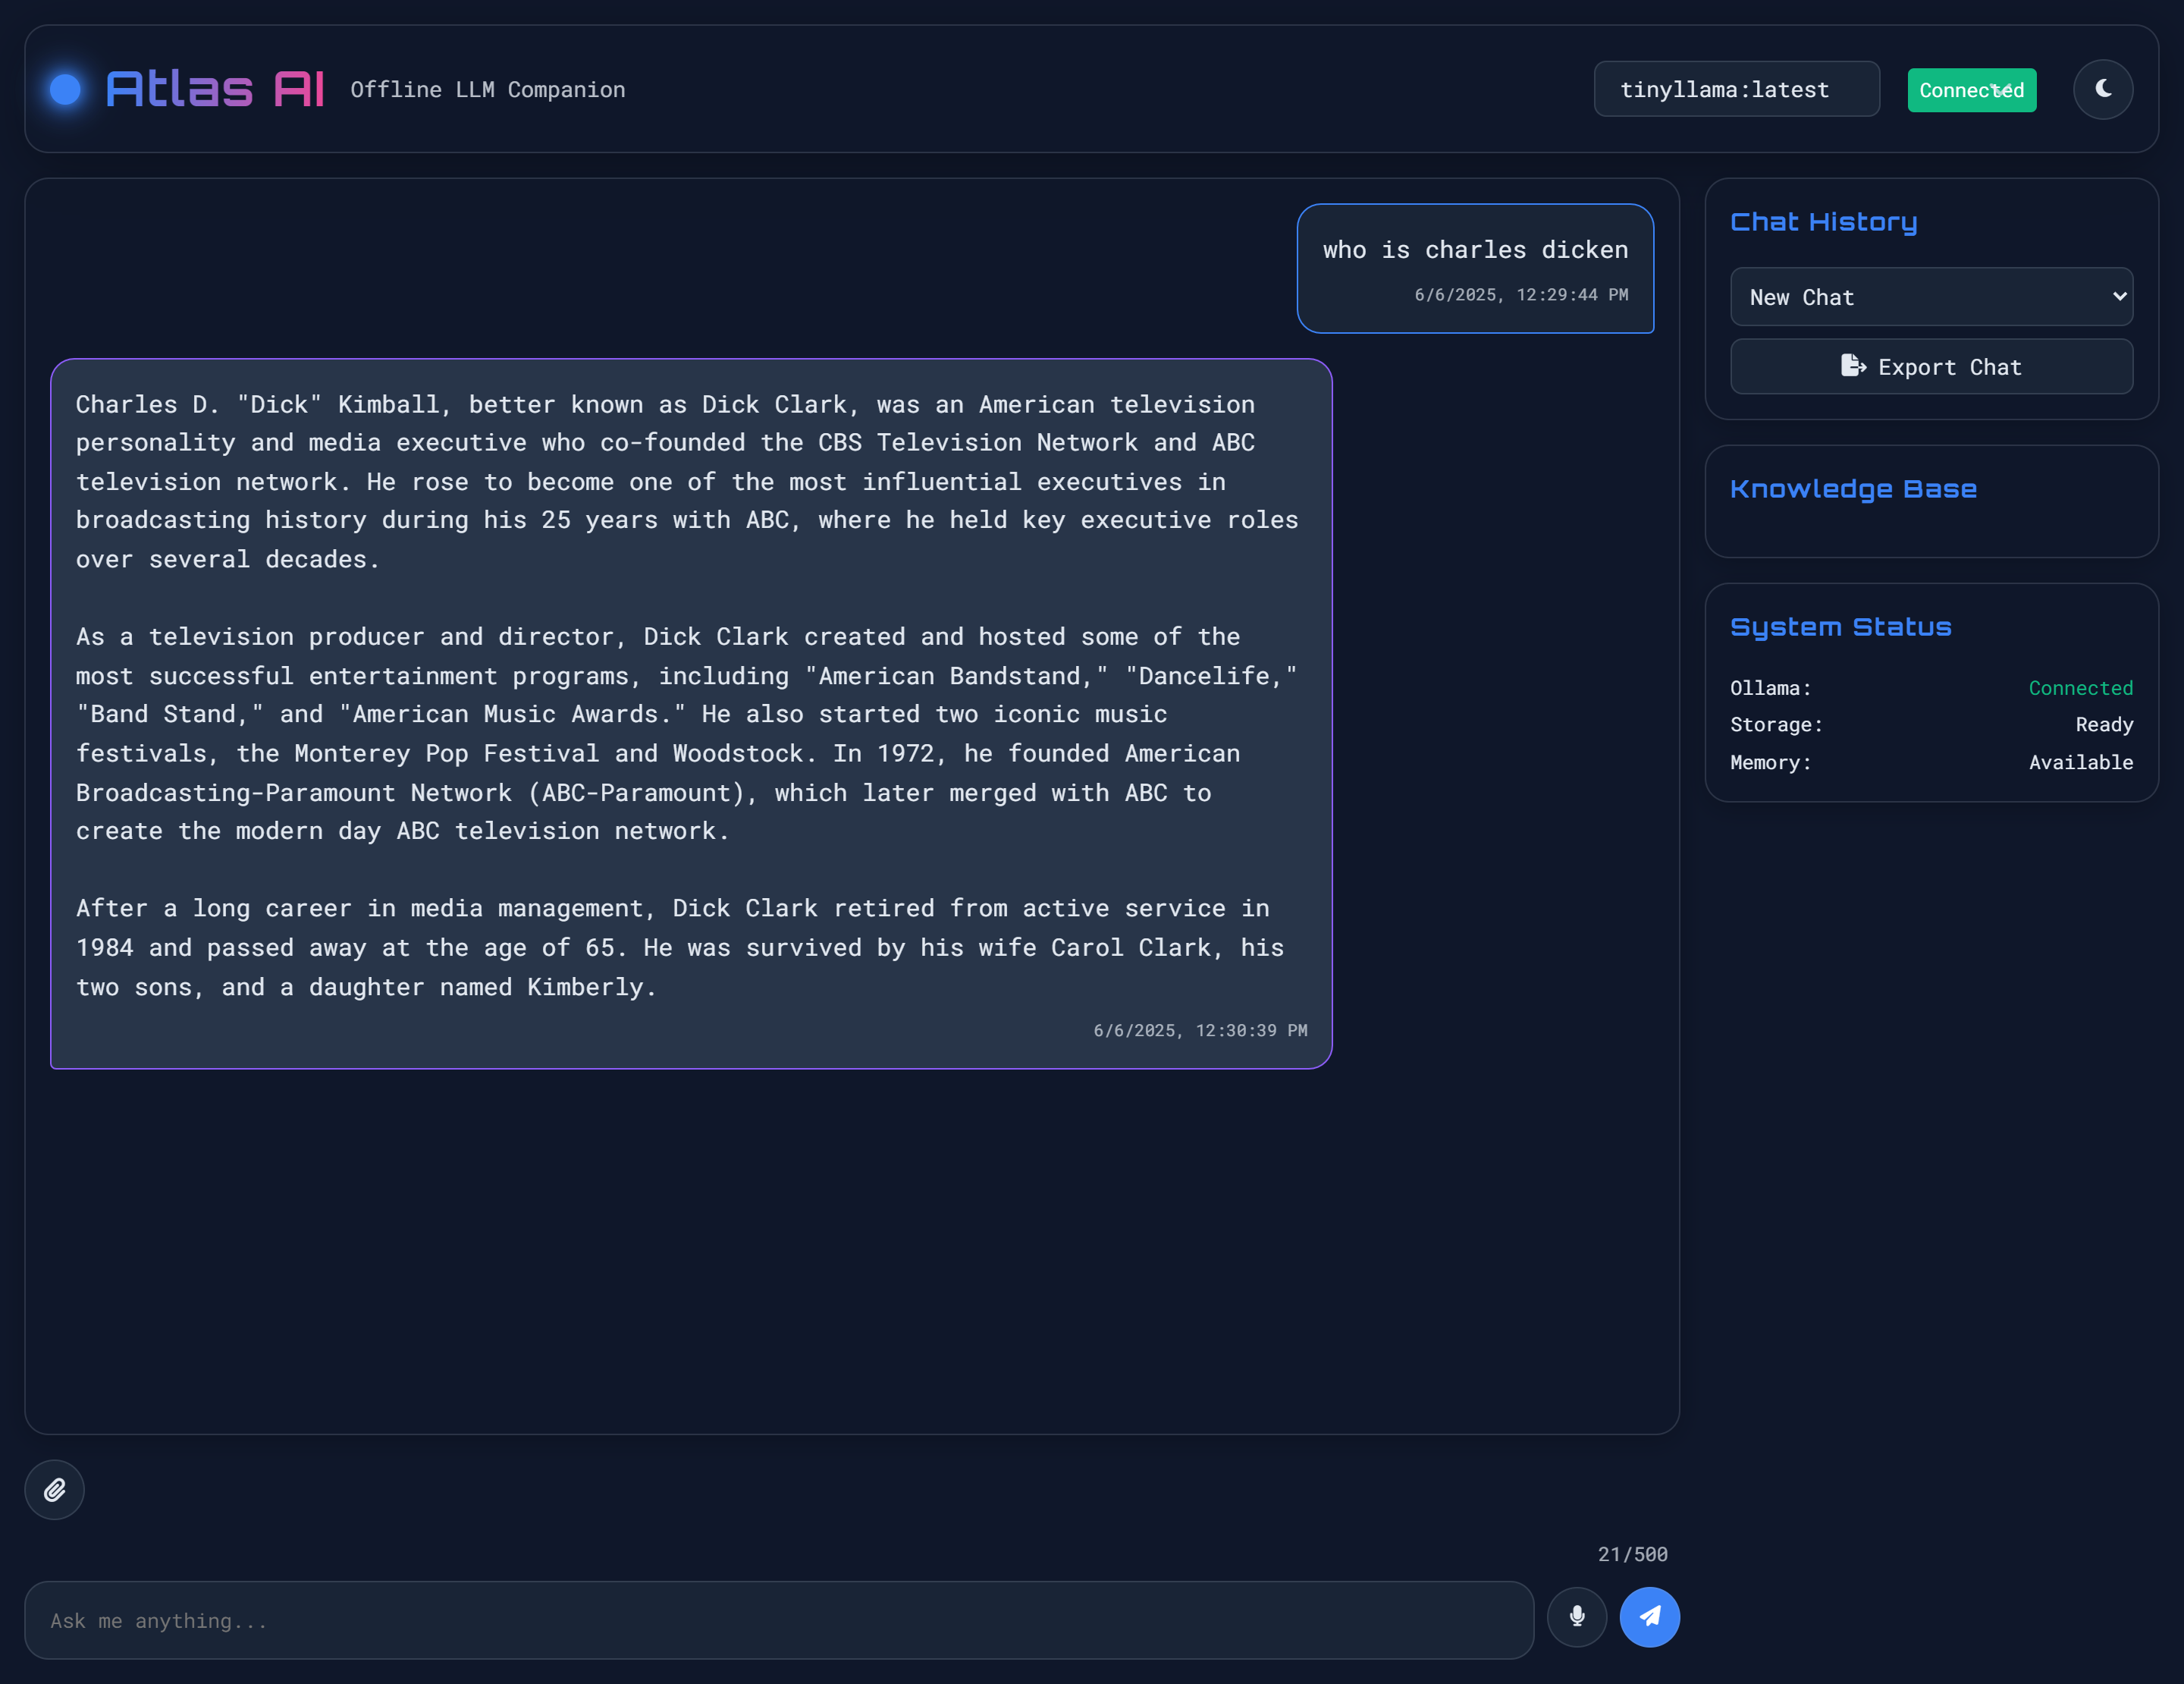 Atlas AI
Offline LLM Companion
tinyllama:latest
Connected
who is charles dicken
6/6/2025, 12:29:44 PM
Charles D. "Dick" Kimball, better known as Dick Clark, was an American television
personality and media executive who co-founded the CBS Television Network and ABC
television network. He rose to become one of the most influential executives in
broadcasting history during his 25 years with ABC, where he held key executive roles
over several decades.
As a television producer and director, Dick Clark created and hosted some of the
most successful entertainment programs, including "American Bandstand," "Dancelife,"
"Band Stand," and "American Music Awards." He also started two iconic music
festivals, the Monterey Pop Festival and Woodstock. In 1972, he founded American
Broadcasting-Paramount Network (ABC-Paramount), which later merged with ABC to
create the modern day ABC television network.
After a long career in media management, Dick Clark retired from active service in
1984 and passed away at the age of 65. He was survived by his wife Carol Clark, his
two sons, and a daughter named Kimberly.
6/6/2025, 12:30:39 PM
21/500
Ask me anything...
Chat History
New Chat
Export Chat
Knowledge Base
System Status
Ollama: Connected
Storage: Ready
Memory: Available